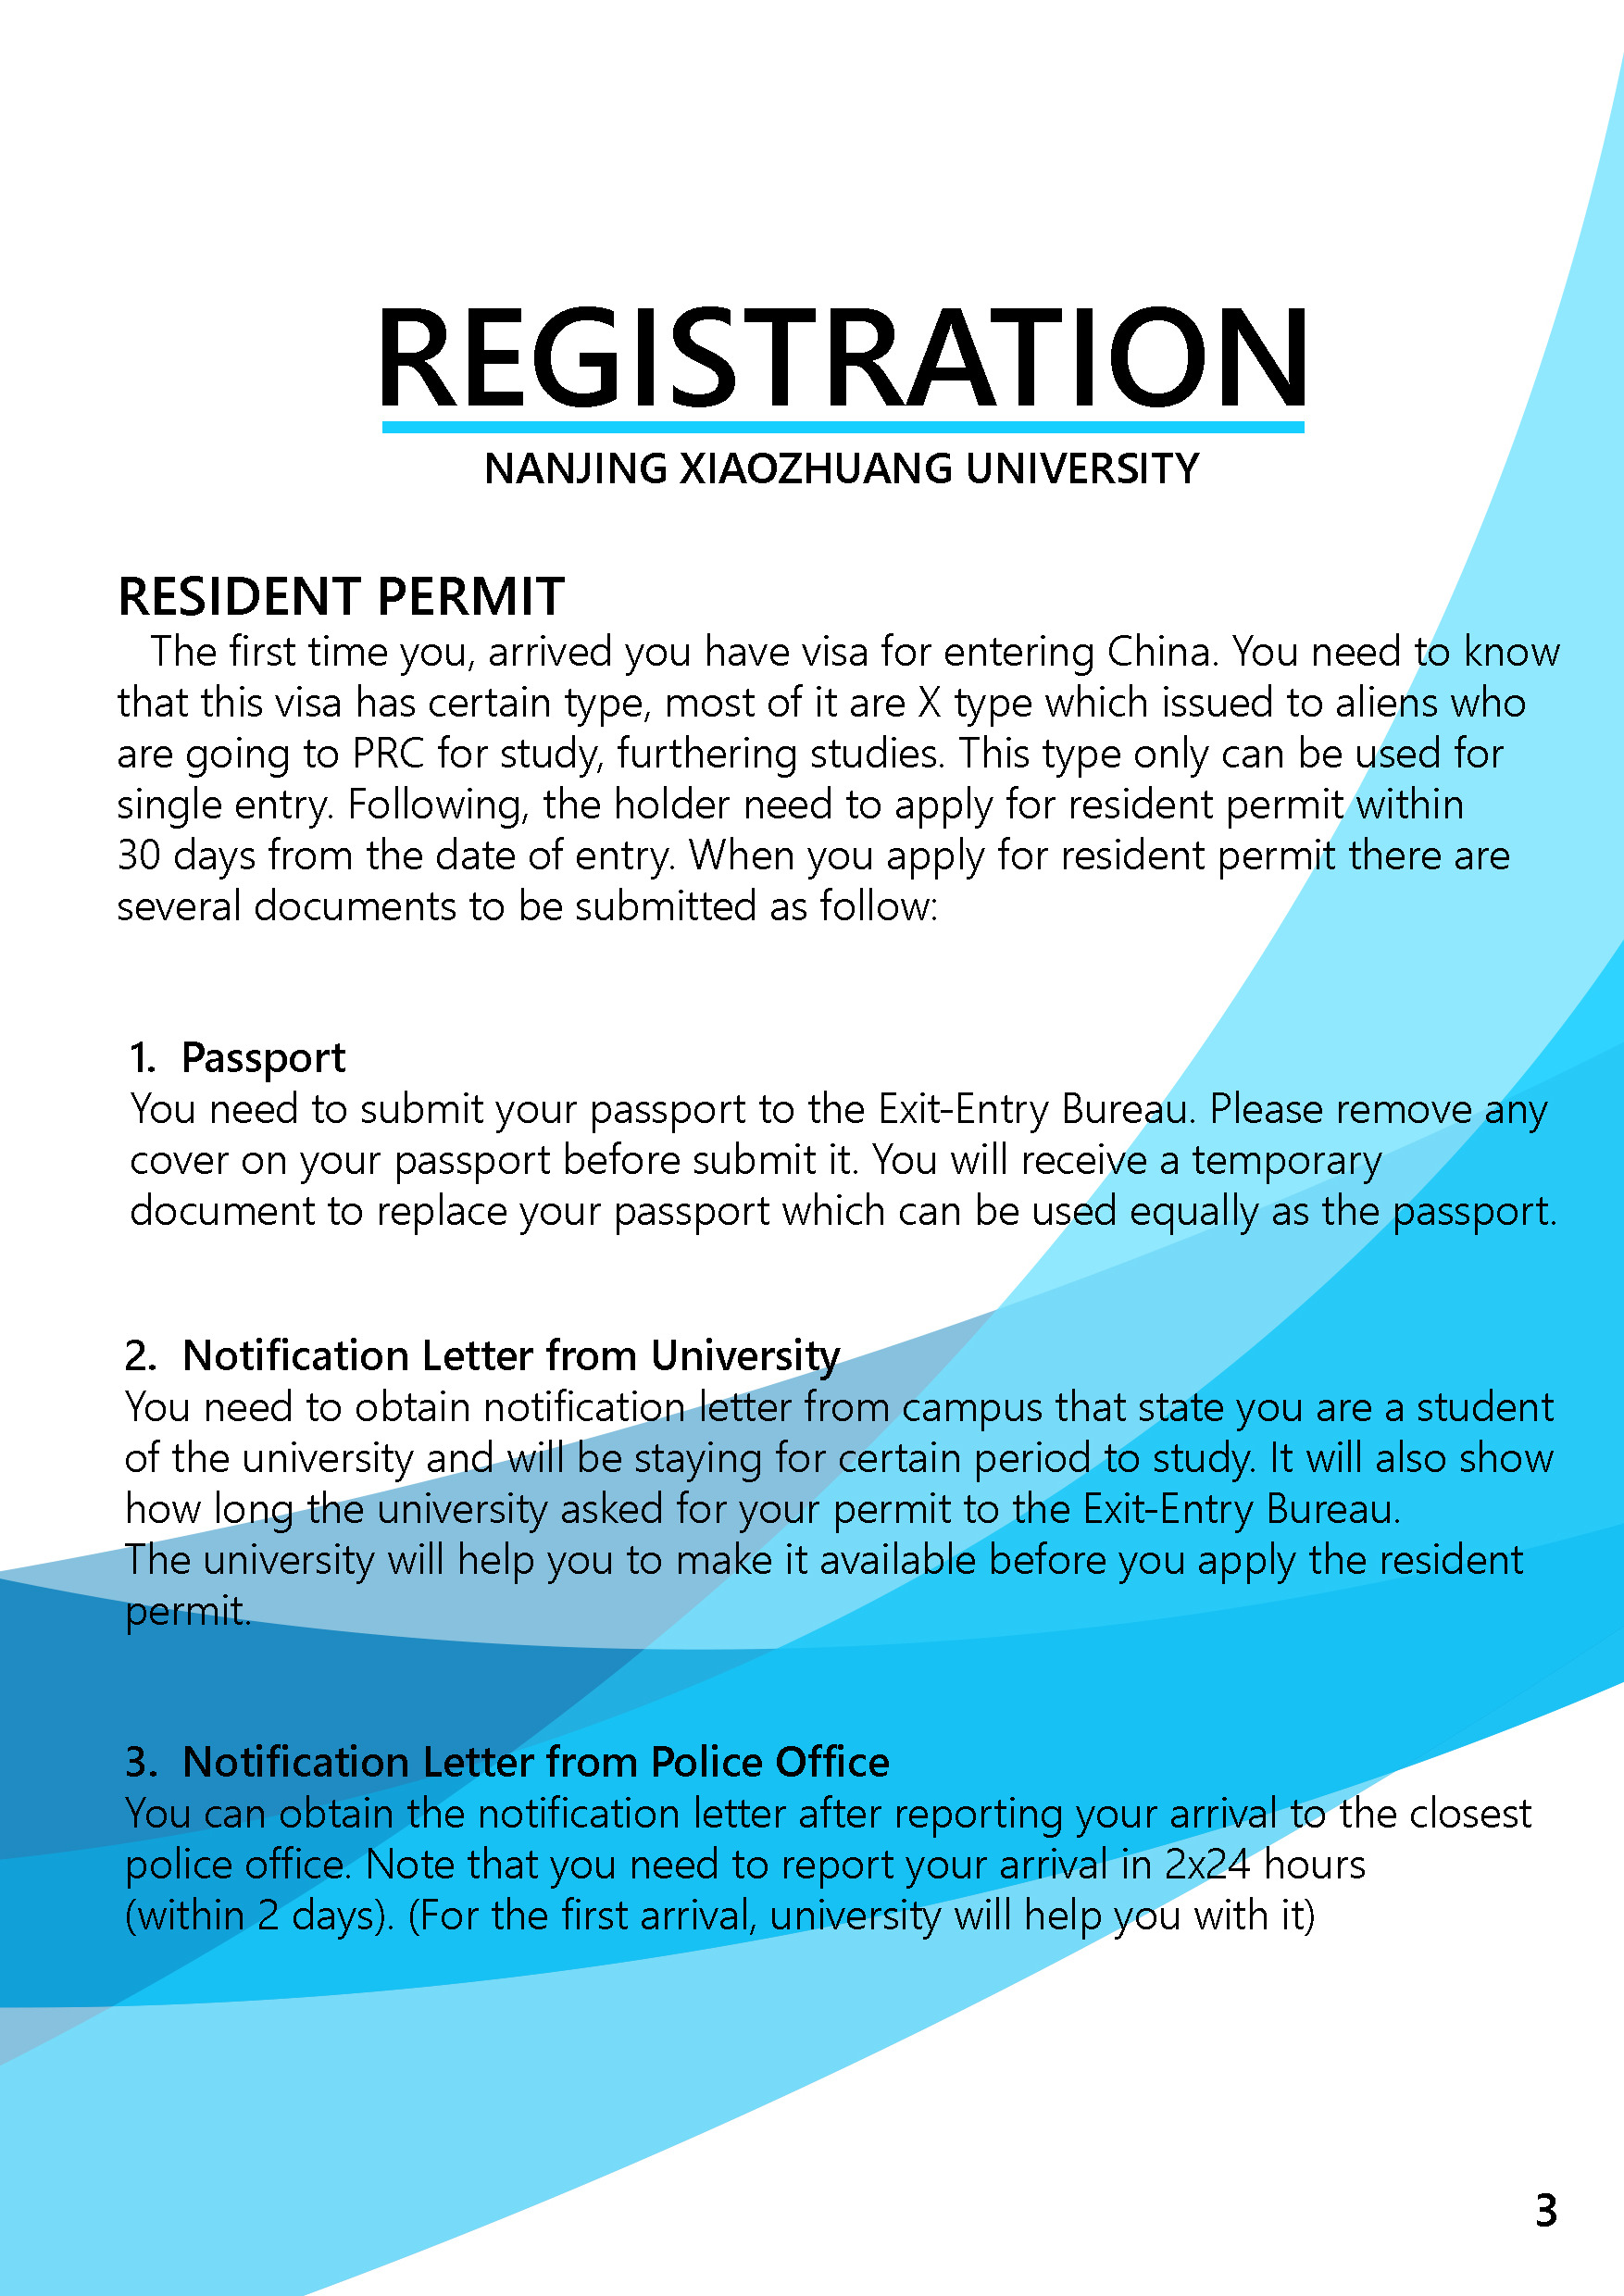 REGISTRATION
NANJING XIAOZHUANG UNIVERSITY
RESIDENT PERMIT
The first time you, arrived you have visa for entering China. You need to know
that this visa has certain type, most of it are X type which issued to aliens who
are going to PRC for study, furthering studies. This type only can be used for
single entry. Following, the holder need to apply for resident permit within
30 days from the date of entry. When you apply for resident permit there are
several documents to be submitted as follow:
1. Passport
You need to submit your passport to the Exit-Entry Bureau. Please remove any
cover on your passport before submit it. You will receive a temporary
document to replace your passport which can be used equally as the passport.
2. Notification Letter from University
You need to obtain notification letter from campus that state you are a student
of the university and will be staying for certain period to study. It will also show
how long the university asked for your permit to the Exit-Entry Bureau.
The university will help you to make it available before you apply the resident
permit.
3. Notification Letter from Police Office
You can obtain the notification letter after reporting your arrival to the closest
police office. Note that you need to report your arrival in 2x24 hours
(within 2 days). (For the first arrival, university will help you with it)
3